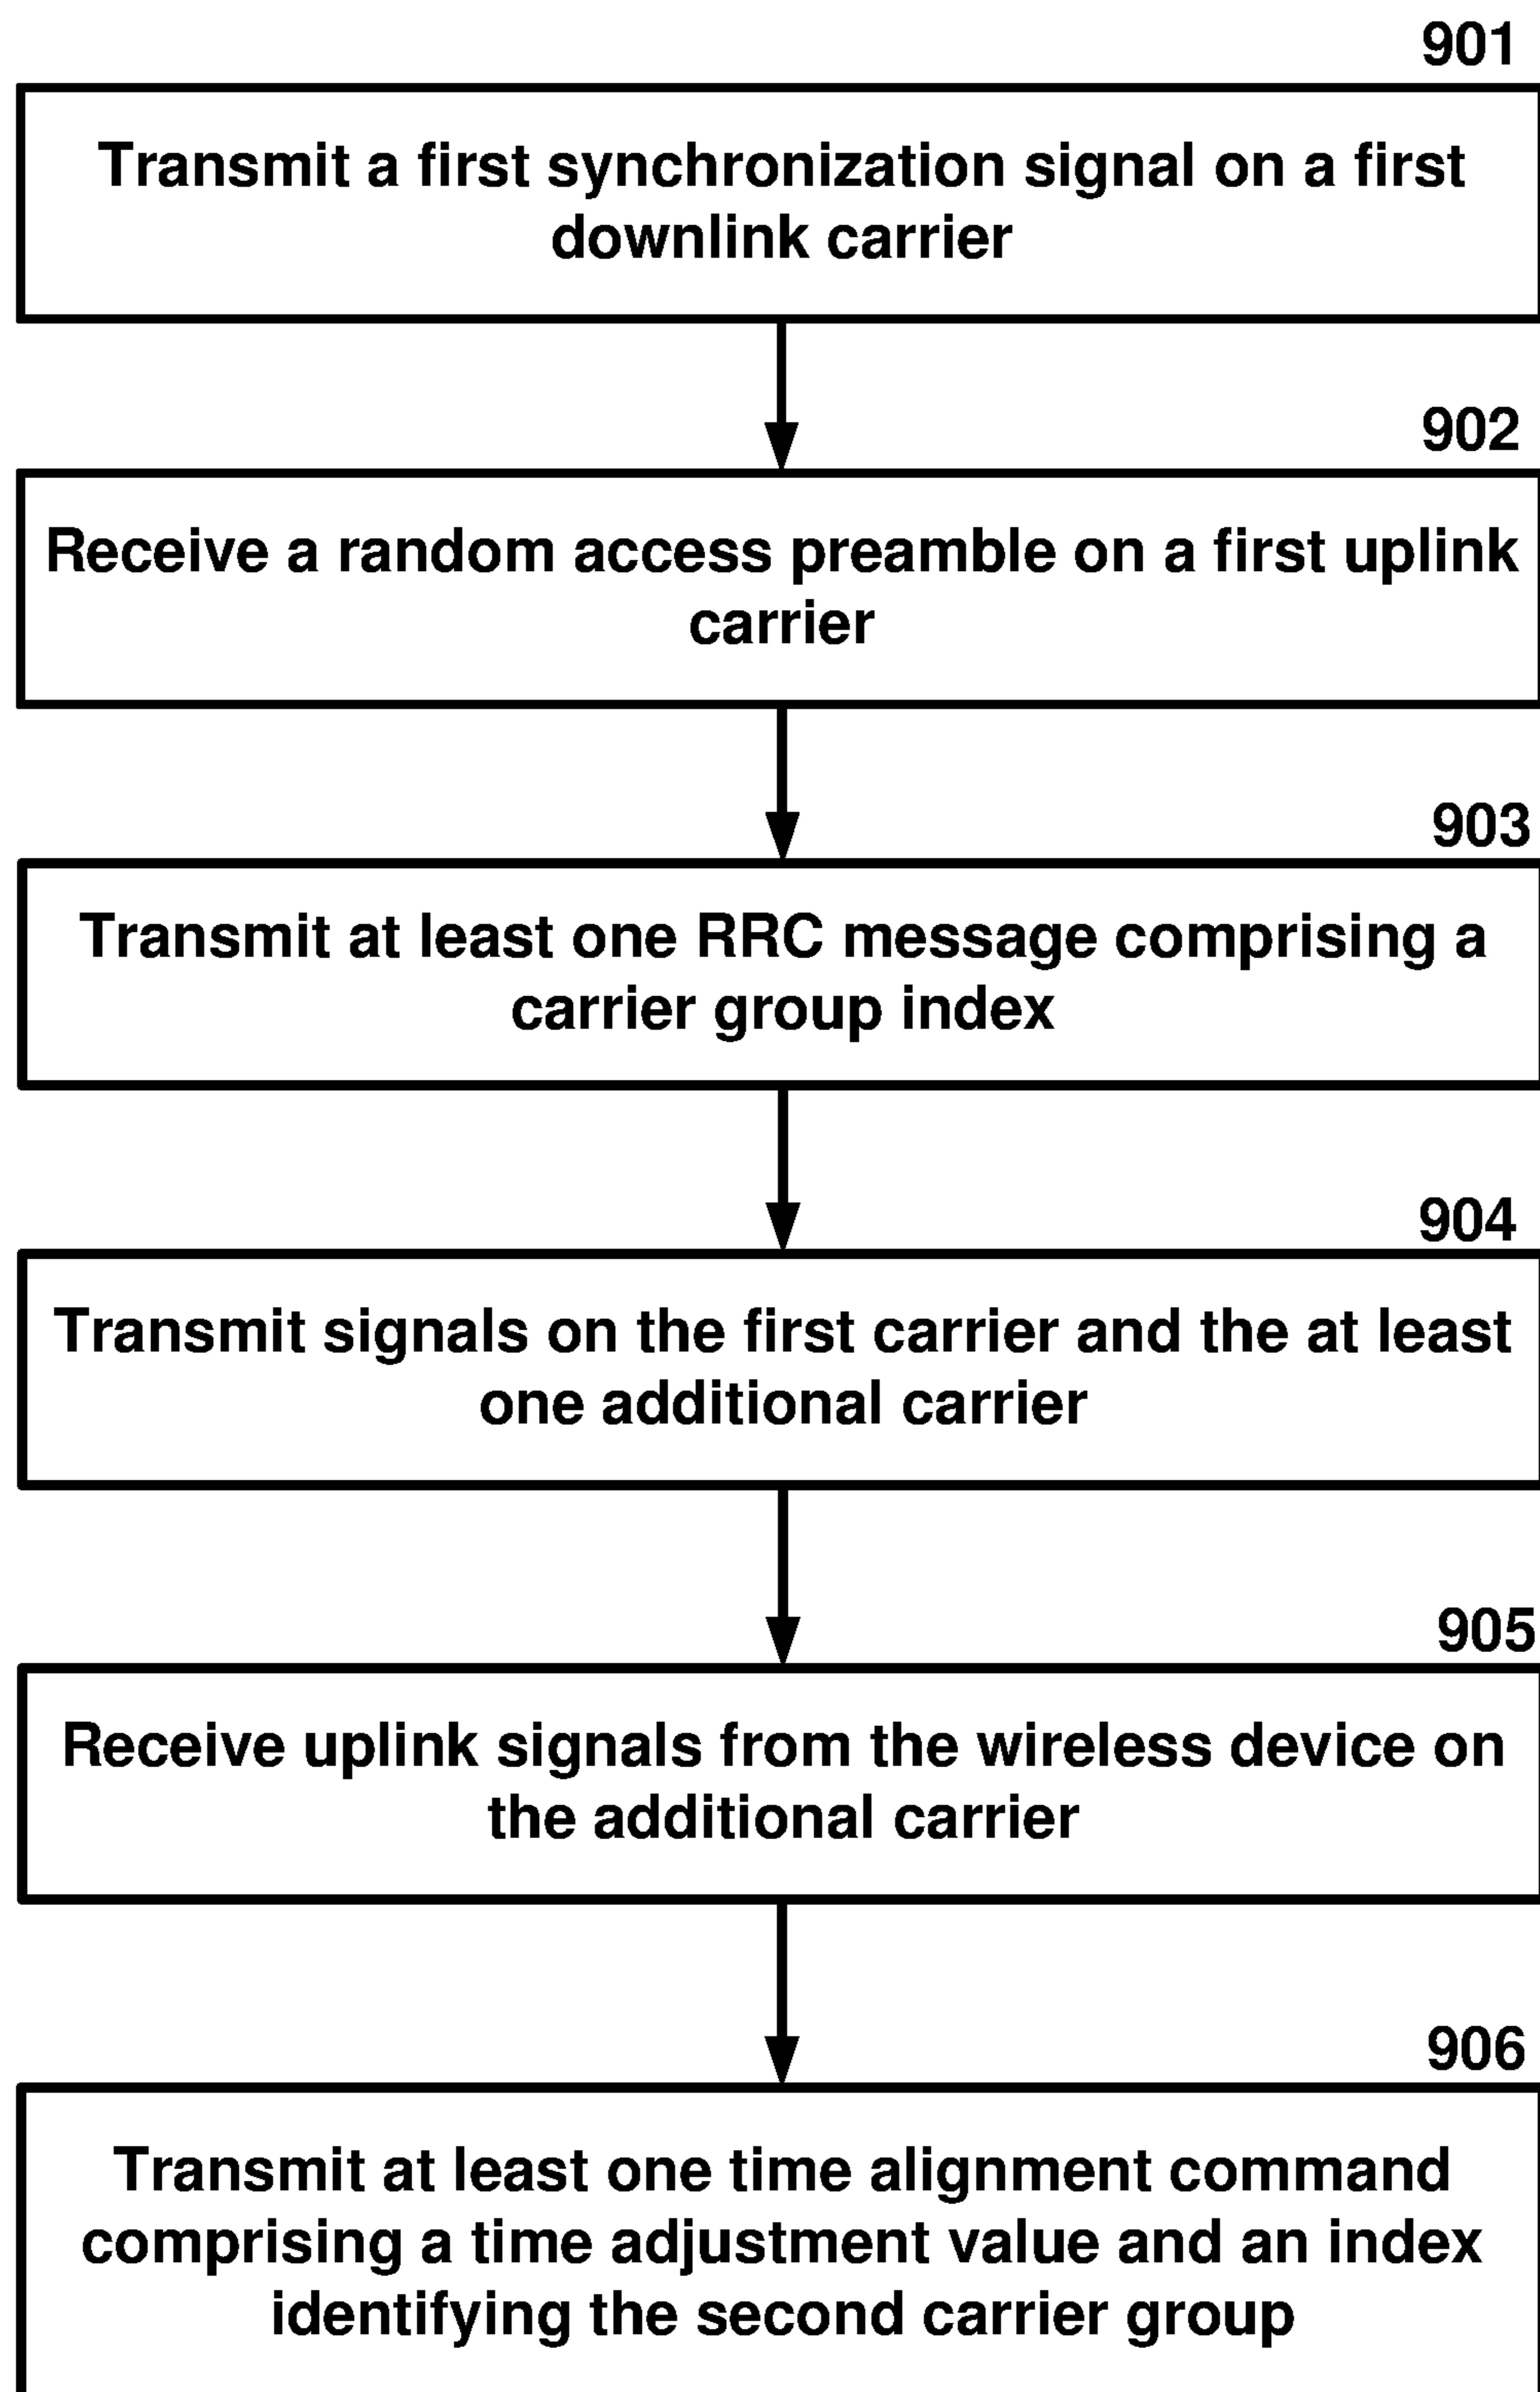 901
Transmit a first synchronization signal on a first
downlink carrier
902
Receive a random access preamble on a first uplink
carrier
903
Transmit at least one RRC message comprising a
carrier group index
904
Transmit signals on the first carrier and the at least
one additional carrier
905
Receive uplink signals from the wireless device on
the additional carrier
906
Transmit at least one time alignment command
comprising a time adjustment value and an index
identifying the second carrier group